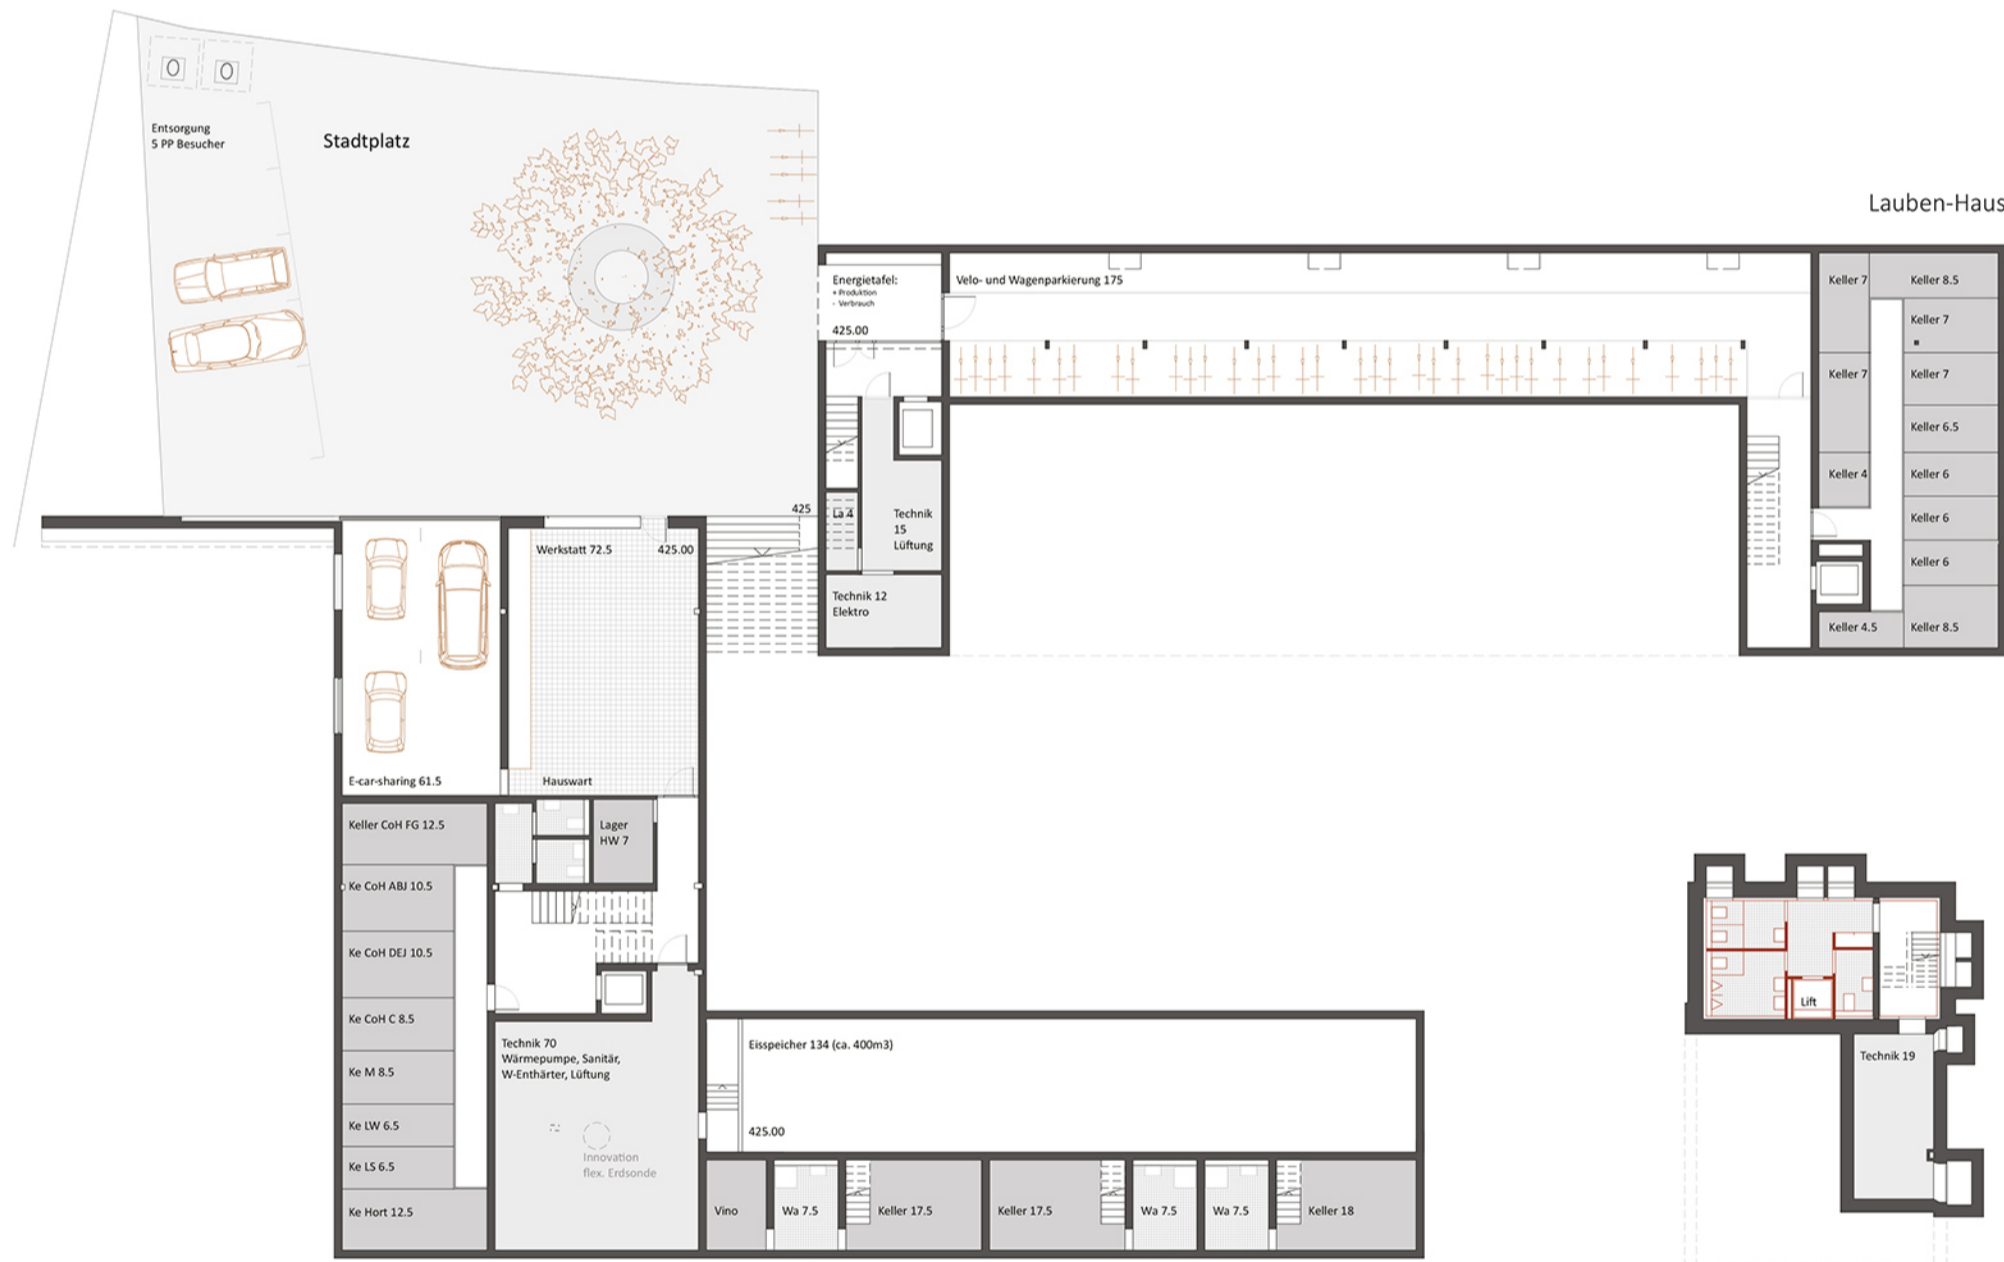 Entsorgung
5 PP Besucher
Stadtplatz
Lauben-Haus
Energietafel:
+ Produktion
- Verbrauch
425.00
Velo- und Wagenparkierung 175
Keller 7
Keller 8.5
Keller 7
Keller 7
Keller 7
Keller 6.5
Keller 4
Keller 6
Keller 6
Keller 6
Keller 4.5
Keller 8.5
425
La 4
Technik
15
Lüftung
Technik 12
Elektro
Werkstatt 72.5
425.00
E-car-sharing 61.5
Hauswart
Keller CoH FG 12.5
Lager
HW 7
Ke CoH ABJ 10.5
Ke CoH DEJ 10.5
Ke CoH C 8.5
Ke M 8.5
Ke LW 6.5
Ke LS 6.5
Ke Hort 12.5
Technik 70
Wärmepumpe, Sanitär,
W-Enthärter, Lüftung
Innovation
flex. Erdsonde
Eisspeicher 134 (ca. 400m3)
425.00
Vino
Wa 7.5
Keller 17.5
Keller 17.5
Wa 7.5
Wa 7.5
Keller 18
Lift
Technik 19